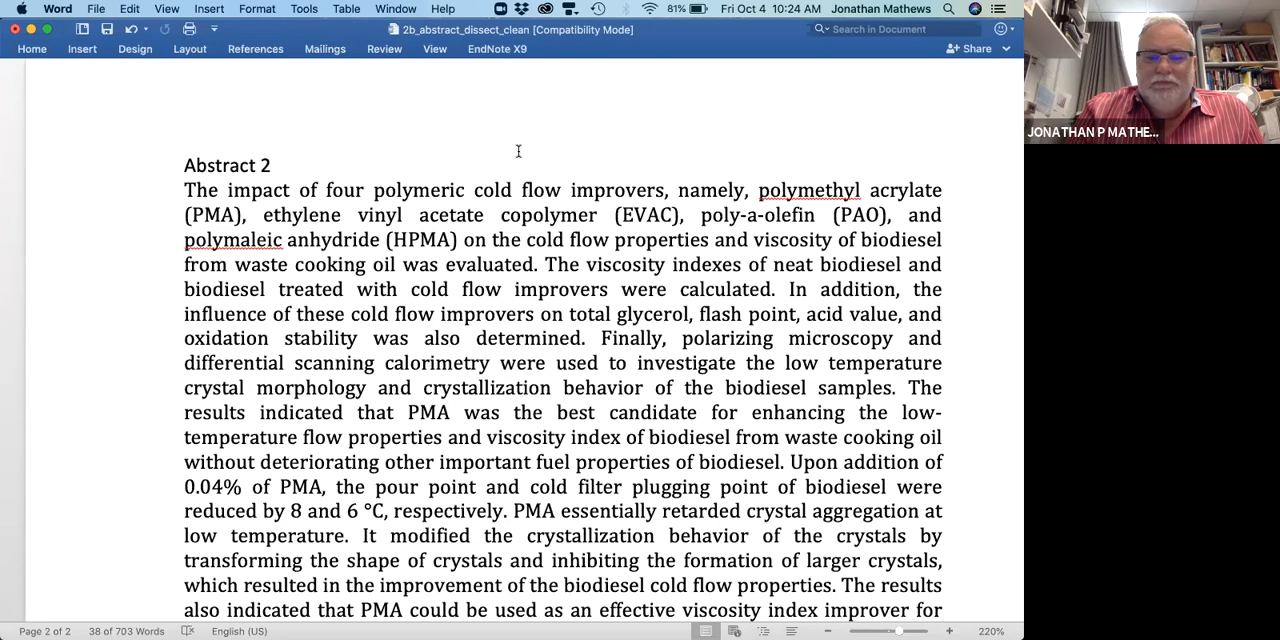 Word File Edit View Insert Format Tools Table Window Help 81% Fri Oct 4 10:24 AM Jonathan Mathews
2b_abstract_dissect_clean [Compatibility Mode] Search in Document
Home Insert Design Layout References Mailings Review View EndNote X9 Share
JONATHAN P MATHE...
Abstract 2
The impact of four polymeric cold flow improvers, namely, polymethyl acrylate
(PMA), ethylene vinyl acetate copolymer (EVAC), poly-a-olefin (PAO), and
polymaleic anhydride (HPMA) on the cold flow properties and viscosity of biodiesel
from waste cooking oil was evaluated. The viscosity indexes of neat biodiesel and
biodiesel treated with cold flow improvers were calculated. In addition, the
influence of these cold flow improvers on total glycerol, flash point, acid value, and
oxidation stability was also determined. Finally, polarizing microscopy and
differential scanning calorimetry were used to investigate the low temperature
crystal morphology and crystallization behavior of the biodiesel samples. The
results indicated that PMA was the best candidate for enhancing the low-
temperature flow properties and viscosity index of biodiesel from waste cooking oil
without deteriorating other important fuel properties of biodiesel. Upon addition of
0.04% of PMA, the pour point and cold filter plugging point of biodiesel were
reduced by 8 and 6 °C, respectively. PMA essentially retarded crystal aggregation at
low temperature. It modified the crystallization behavior of the crystals by
transforming the shape of crystals and inhibiting the formation of larger crystals,
which resulted in the improvement of the biodiesel cold flow properties. The results
also indicated that PMA could be used as an effective viscosity index improver for
Page 2 of 2 38 of 703 Words English (US) 220%